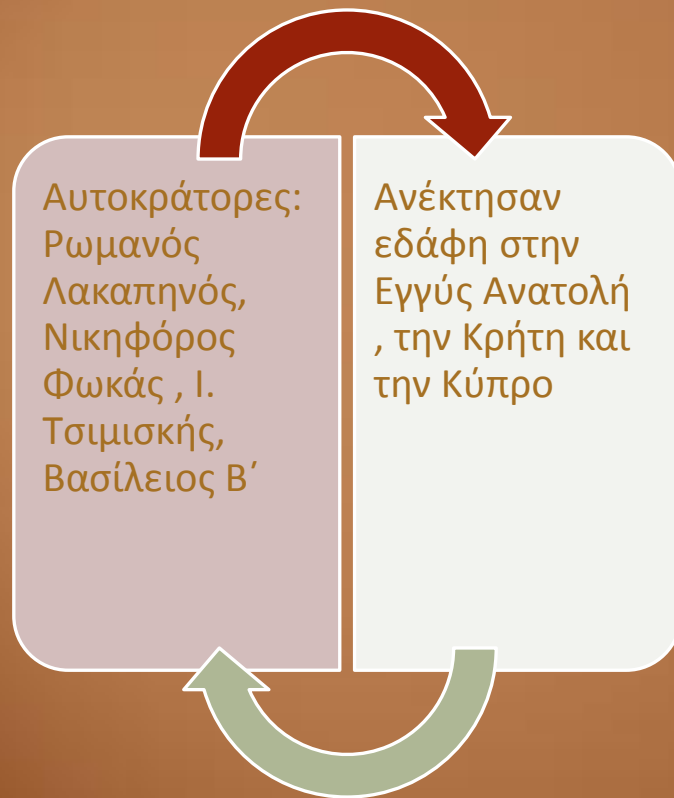 Αυτοκράτορες:
Ρωμανός
Λακαπηνός,
Νικηφόρος
Φωκάς , Ι.
Τσιμισκής,
Βασίλειος Β΄
Ανέκτησαν
εδάφη στην
Εγγύς Ανατολή
, την Κρήτη και
την Κύπρο